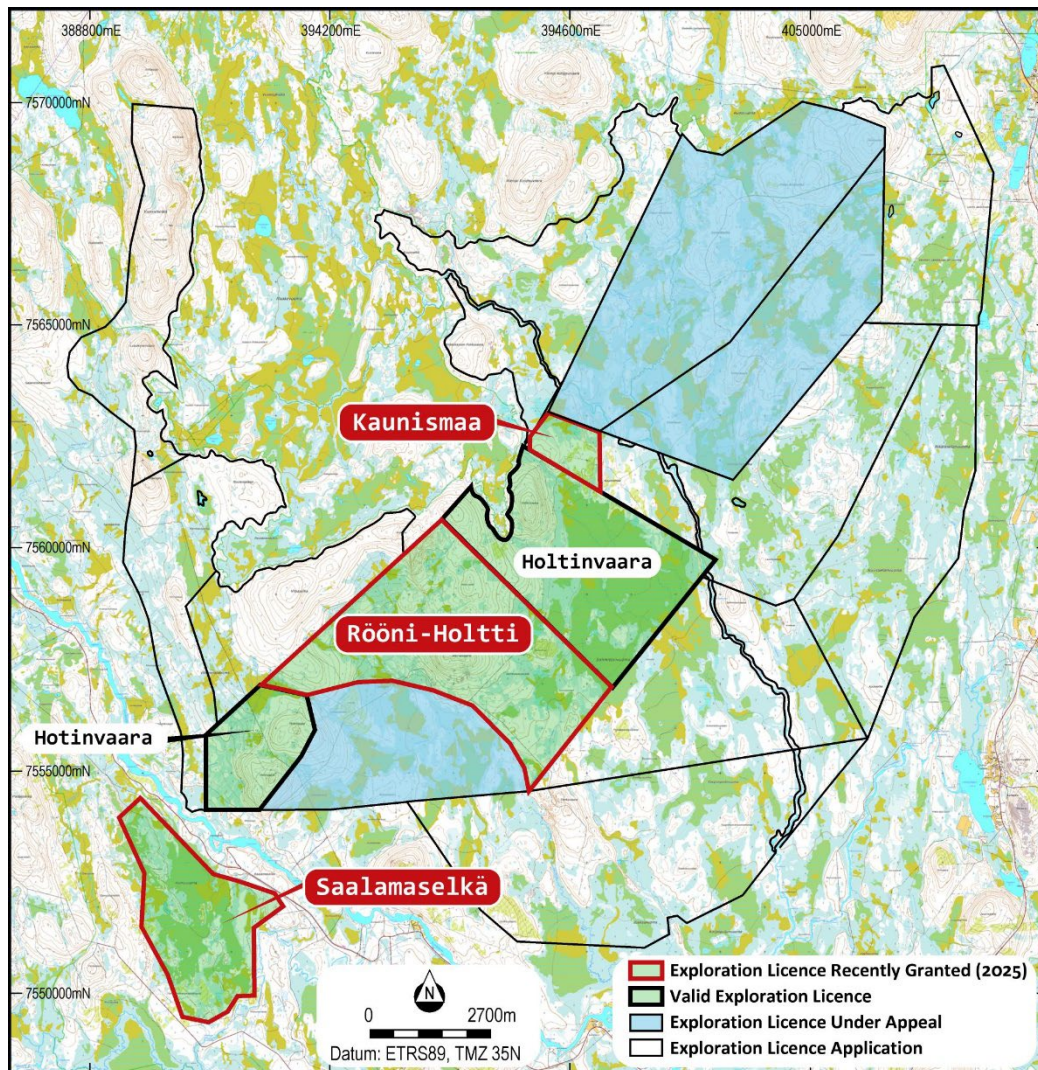 388800mE
394200mE
394600mE
405000mE
7570000mN
7565000mN
7560000mN
7555000mN
7550000mN
Kaunismaa
Holtinvaara
Rööni-Holtti
Hotinvaara
Saalamaselkä
N
0 2700m
Datum: ETRS89, TMZ 35N
Exploration Licence Recently Granted (2025)
Valid Exploration Licence
Exploration Licence Under Appeal
Exploration Licence Application